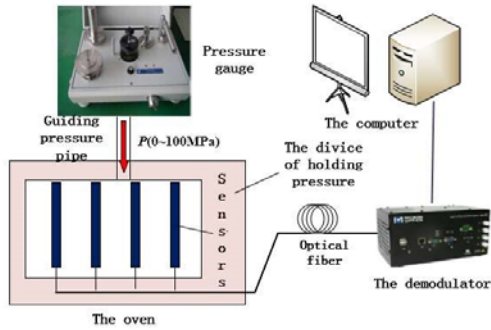 Pressure
gauge
Guiding
pressure
pipe
P(0~100MPa)
The computer
The divice
of holding
pressure
Sensors
Optical
fiber
The demodulator
The oven